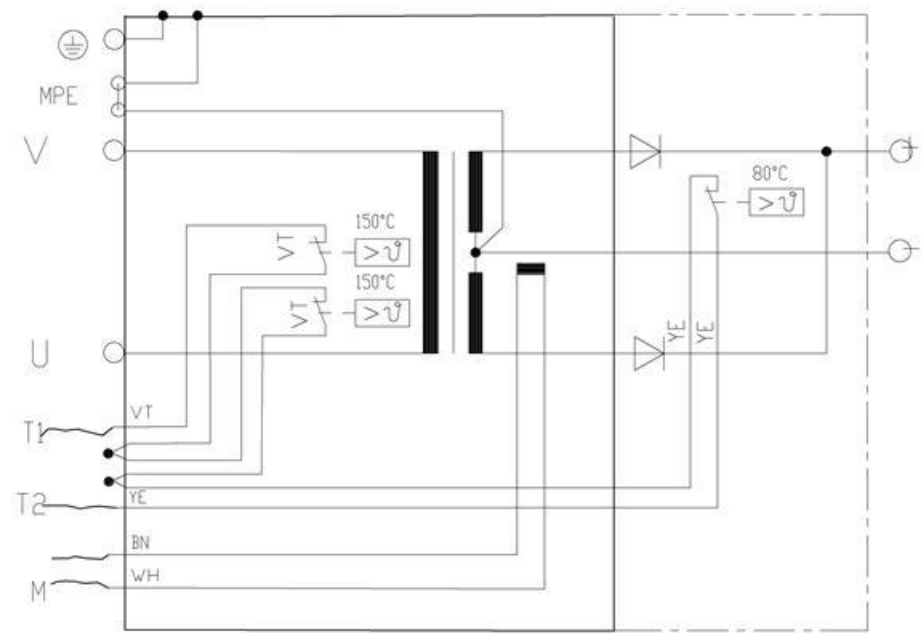 MPE
V
80°C
> ϑ
150°C
VT
> ϑ
150°C
VT
> ϑ
YE
YE
U
VT
T1
YE
T2
BN
WH
M
+
-